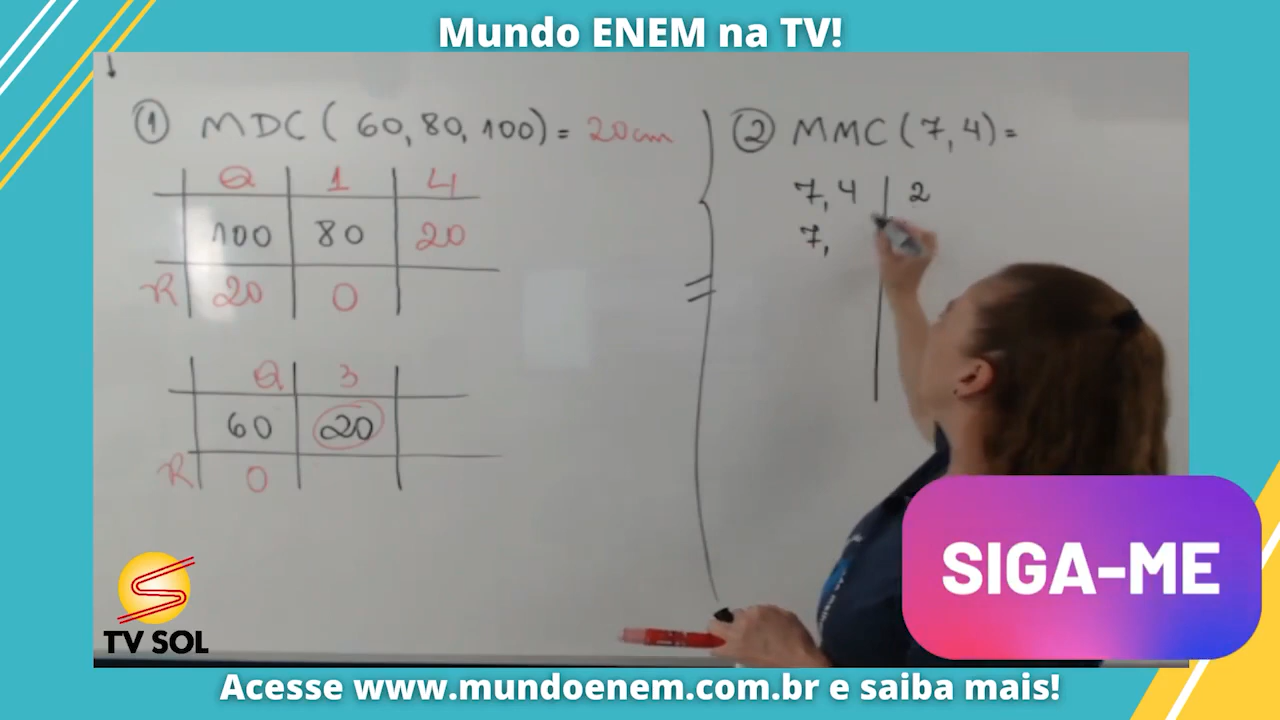 Mundo ENEM na TV!
① MDC ( 60, 80, 100) = 20cm
Q 1 4
100 80 20
R 20 0
Q 3
60 20
R 0
② MMC ( 7, 4) =
7, 4 | 2
7,
SIGA-ME
TV SOL
Acesse www.mundoenem.com.br e saiba mais!